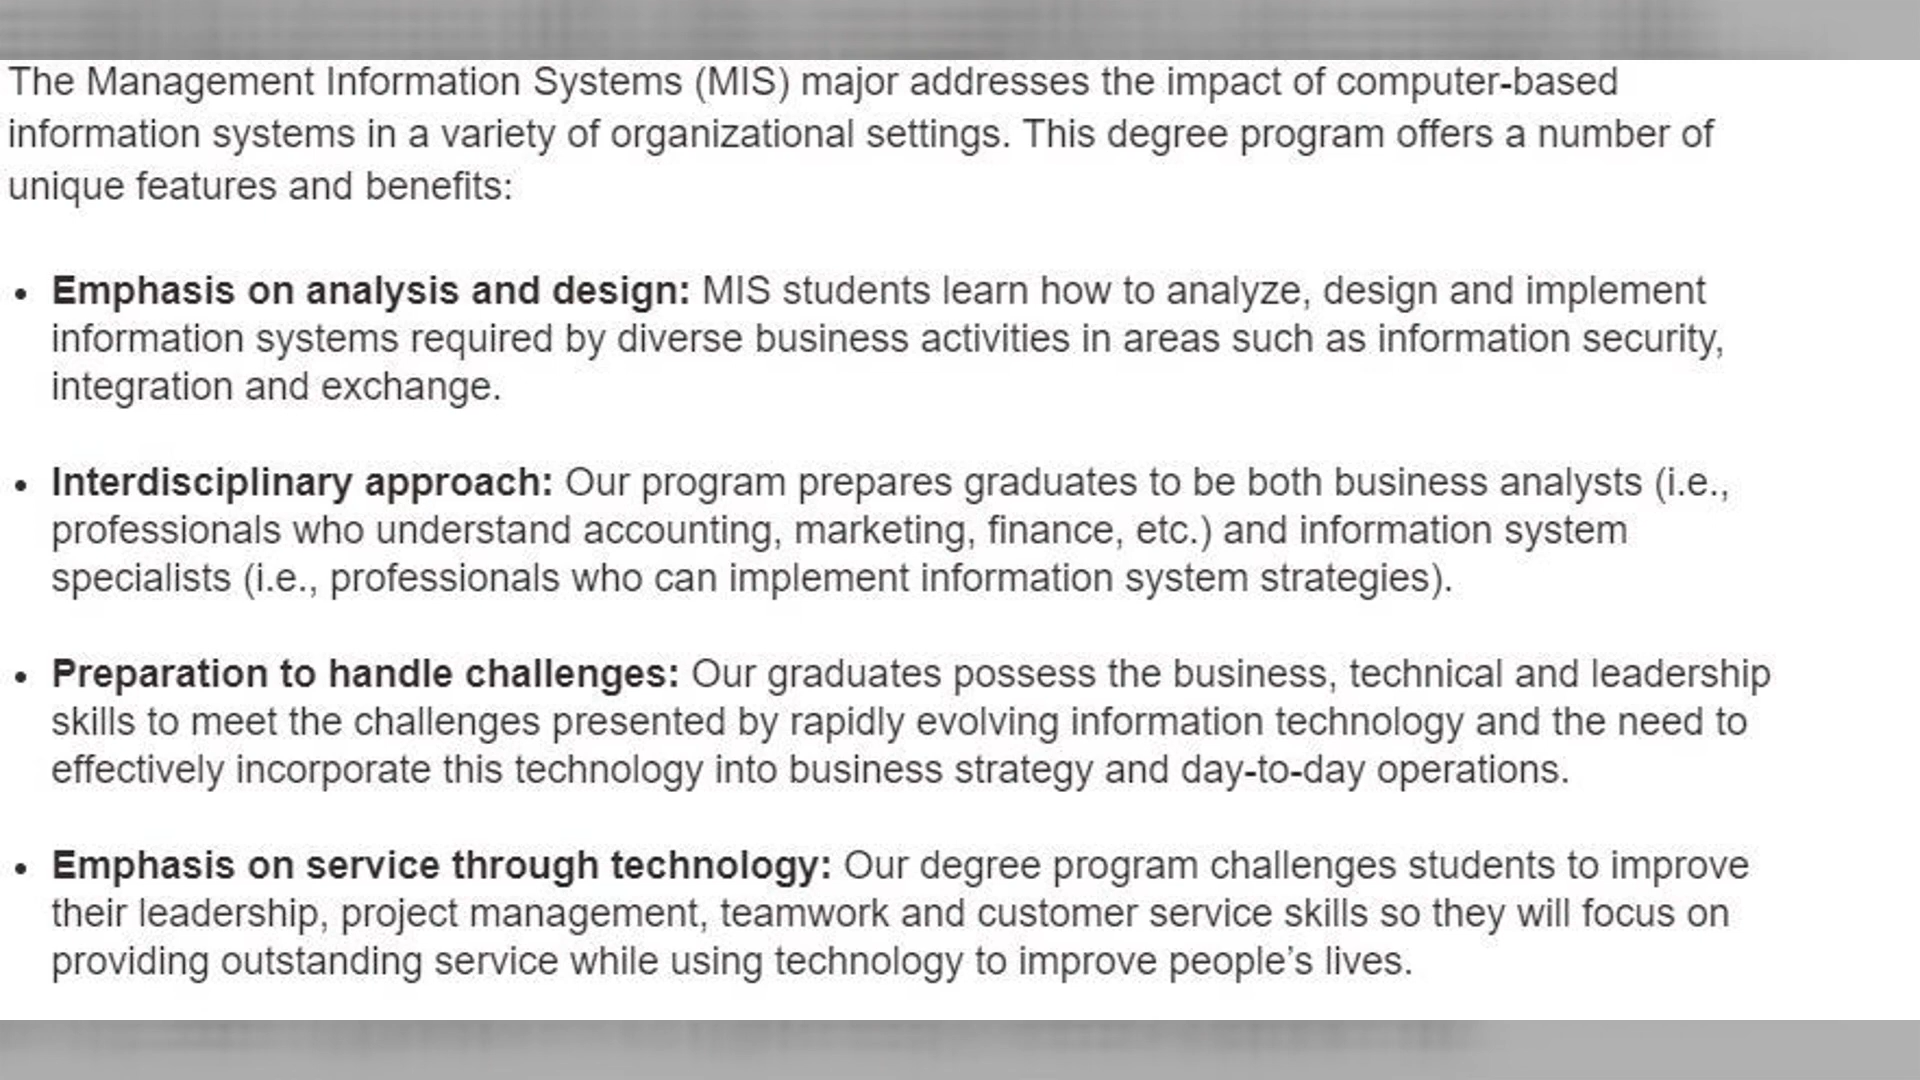 The Management Information Systems (MIS) major addresses the impact of computer-based
information systems in a variety of organizational settings. This degree program offers a number of
unique features and benefits:
• Emphasis on analysis and design: MIS students learn how to analyze, design and implement
information systems required by diverse business activities in areas such as information security,
integration and exchange.
• Interdisciplinary approach: Our program prepares graduates to be both business analysts (i.e.,
professionals who understand accounting, marketing, finance, etc.) and information system
specialists (i.e., professionals who can implement information system strategies).
• Preparation to handle challenges: Our graduates possess the business, technical and leadership
skills to meet the challenges presented by rapidly evolving information technology and the need to
effectively incorporate this technology into business strategy and day-to-day operations.
• Emphasis on service through technology: Our degree program challenges students to improve
their leadership, project management, teamwork and customer service skills so they will focus on
providing outstanding service while using technology to improve people’s lives.